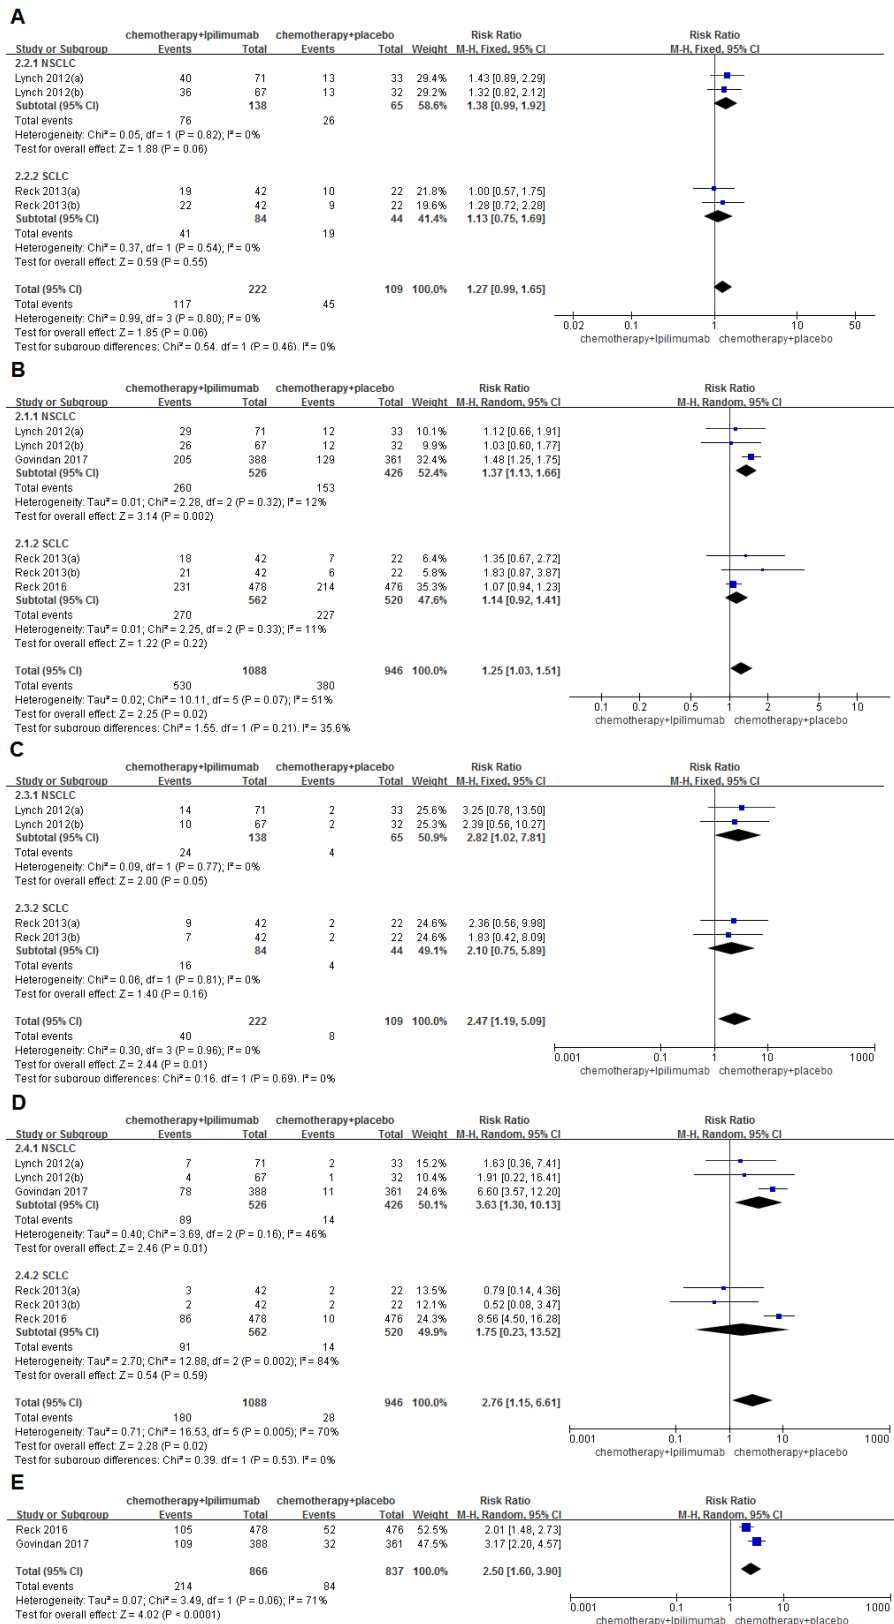 A
chemotherapy+Ipilimumab chemotherapy+placebo Risk Ratio Risk Ratio
Study or Subgroup Events Total Events Total Weight M-H, Fixed, 95% CI M-H, Fixed, 95% CI
2.2.1 NSCLC
Lynch 2012(a) 40 71 13 33 29.4% 1.43 [0.89, 2.29]
Lynch 2012(b) 36 67 13 32 29.2% 1.32 [0.82, 2.12]
Subtotal (95% CI) 138 65 58.6% 1.38 [0.99, 1.92]
Total events 76 26
Heterogeneity: Chi² = 0.05, df = 1 (P = 0.82); I² = 0%
Test for overall effect: Z = 1.88 (P = 0.06)
2.2.2 SCLC
Reck 2013(a) 19 42 10 22 21.8% 1.00 [0.57, 1.75]
Reck 2013(b) 22 42 9 22 19.6% 1.28 [0.72, 2.28]
Subtotal (95% CI) 84 44 41.4% 1.13 [0.75, 1.69]
Total events 41 19
Heterogeneity: Chi² = 0.37, df = 1 (P = 0.54); I² = 0%
Test for overall effect: Z = 0.59 (P = 0.55)
Total (95% CI) 222 109 100.0% 1.27 [0.99, 1.65]
Total events 117 45
Heterogeneity: Chi² = 0.99, df = 3 (P = 0.80); I² = 0%
Test for overall effect: Z = 1.85 (P = 0.06)
Test for subgroup differences: Chi² = 0.54, df = 1 (P = 0.46), I² = 0%
0.02 0.1 1 10 50
chemotherapy+Ipilimumab chemotherapy+placebo
B
chemotherapy+Ipilimumab chemotherapy+placebo Risk Ratio Risk Ratio
Study or Subgroup Events Total Events Total Weight M-H, Random, 95% CI M-H, Random, 95% CI
2.1.1 NSCLC
Lynch 2012(a) 29 71 12 33 10.1% 1.12 [0.66, 1.91]
Lynch 2012(b) 26 67 12 32 9.9% 1.03 [0.60, 1.77]
Govindan 2017 205 388 129 361 32.4% 1.48 [1.25, 1.75]
Subtotal (95% CI) 526 426 52.4% 1.37 [1.13, 1.66]
Total events 260 153
Heterogeneity: Tau² = 0.01; Chi² = 2.28, df = 2 (P = 0.32); I² = 12%
Test for overall effect: Z = 3.14 (P = 0.002)
2.1.2 SCLC
Reck 2013(a) 18 42 7 22 6.4% 1.35 [0.67, 2.72]
Reck 2013(b) 21 42 6 22 5.8% 1.83 [0.87, 3.87]
Reck 2016 231 478 214 476 35.3% 1.07 [0.94, 1.23]
Subtotal (95% CI) 562 520 47.6% 1.14 [0.92, 1.41]
Total events 270 227
Heterogeneity: Tau² = 0.01; Chi² = 2.25, df = 2 (P = 0.33); I² = 11%
Test for overall effect: Z = 1.22 (P = 0.22)
Total (95% CI) 1088 946 100.0% 1.25 [1.03, 1.51]
Total events 530 380
Heterogeneity: Tau² = 0.02; Chi² = 10.11, df = 5 (P = 0.07); I² = 51%
Test for overall effect: Z = 2.25 (P = 0.02)
Test for subgroup differences: Chi² = 1.55, df = 1 (P = 0.21), I² = 35.6%
0.1 0.2 0.5 1 2 5 10
chemotherapy+Ipilimumab chemotherapy+placebo
C
chemotherapy+Ipilimumab chemotherapy+placebo Risk Ratio Risk Ratio
Study or Subgroup Events Total Events Total Weight M-H, Fixed, 95% CI M-H, Fixed, 95% CI
2.3.1 NSCLC
Lynch 2012(a) 14 71 2 33 25.6% 3.25 [0.78, 13.50]
Lynch 2012(b) 10 67 2 32 25.3% 2.39 [0.56, 10.27]
Subtotal (95% CI) 138 65 50.9% 2.82 [1.02, 7.81]
Total events 24 4
Heterogeneity: Chi² = 0.09, df = 1 (P = 0.77); I² = 0%
Test for overall effect: Z = 2.00 (P = 0.05)
2.3.2 SCLC
Reck 2013(a) 9 42 2 22 24.6% 2.36 [0.56, 9.98]
Reck 2013(b) 7 42 2 22 24.6% 1.83 [0.42, 8.09]
Subtotal (95% CI) 84 44 49.1% 2.10 [0.75, 5.89]
Total events 16 4
Heterogeneity: Chi² = 0.06, df = 1 (P = 0.81); I² = 0%
Test for overall effect: Z = 1.40 (P = 0.16)
Total (95% CI) 222 109 100.0% 2.47 [1.19, 5.09]
Total events 40 8
Heterogeneity: Chi² = 0.30, df = 3 (P = 0.96); I² = 0%
Test for overall effect: Z = 2.44 (P = 0.01)
Test for subgroup differences: Chi² = 0.16, df = 1 (P = 0.69), I² = 0%
0.001 0.1 1 10 1000
chemotherapy+Ipilimumab chemotherapy+placebo
D
chemotherapy+Ipilimumab chemotherapy+placebo Risk Ratio Risk Ratio
Study or Subgroup Events Total Events Total Weight M-H, Random, 95% CI M-H, Random, 95% CI
2.4.1 NSCLC
Lynch 2012(a) 7 71 2 33 15.2% 1.63 [0.36, 7.41]
Lynch 2012(b) 4 67 1 32 10.2% 1.91 [0.22, 16.41]
Govindan 2017 78 388 11 361 24.6% 6.60 [3.57, 12.20]
Subtotal (95% CI) 526 426 50.1% 3.63 [1.30, 10.13]
Total events 89 14
Heterogeneity: Tau² = 0.40; Chi² = 3.69, df = 2 (P = 0.16); I² = 46%
Test for overall effect: Z = 2.46 (P = 0.01)
2.4.2 SCLC
Reck 2013(a) 3 42 2 22 13.5% 0.79 [0.14, 4.36]
Reck 2013(b) 2 42 2 22 12.1% 0.52 [0.08, 3.47]
Reck 2016 86 478 10 476 24.3% 8.56 [4.50, 16.28]
Subtotal (95% CI) 562 520 49.9% 1.75 [0.23, 13.52]
Total events 91 14
Heterogeneity: Tau² = 2.70; Chi² = 12.88, df = 2 (P = 0.002); I² = 84%
Test for overall effect: Z = 0.54 (P = 0.59)
Total (95% CI) 1088 946 100.0% 2.76 [1.15, 6.61]
Total events 180 28
Heterogeneity: Tau² = 0.71; Chi² = 16.53, df = 5 (P = 0.005); I² = 70%
Test for overall effect: Z = 2.28 (P = 0.02)
Test for subgroup differences: Chi² = 0.39, df = 1 (P = 0.53), I² = 0%
0.001 0.1 1 10 1000
chemotherapy+Ipilimumab chemotherapy+placebo
E
chemotherapy+Ipilimumab chemotherapy+placebo Risk Ratio Risk Ratio
Study or Subgroup Events Total Events Total Weight M-H, Random, 95% CI M-H, Random, 95% CI
Reck 2016 105 478 52 476 52.5% 2.01 [1.48, 2.73]
Govindan 2017 109 388 32 361 47.5% 3.17 [2.20, 4.57]
Total (95% CI) 866 837 100.0% 2.50 [1.60, 3.90]
Total events 214 84
Heterogeneity: Tau² = 0.07; Chi² = 3.49, df = 1 (P = 0.06); I² = 71%
Test for overall effect: Z = 4.02 (P < 0.0001)
0.001 0.1 1 10 1000
chemotherapy+Ipilimumab chemotherapy+placebo